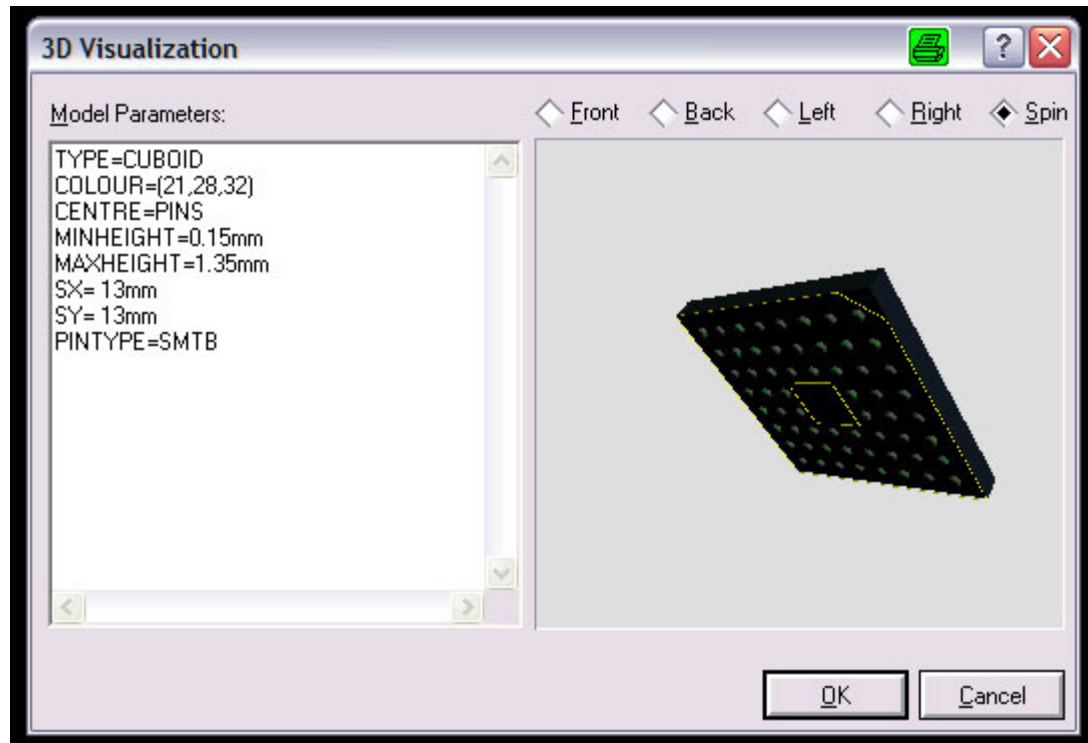 3D Visualization
?
Model Parameters:
Front Back Left Right Spin
TYPE=CUBOID
COLOUR=(21,28,32)
CENTRE=PINS
MINHEIGHT=0.15mm
MAXHEIGHT=1.35mm
SX= 13mm
SY= 13mm
PINTYPE=SMTB
OK Cancel